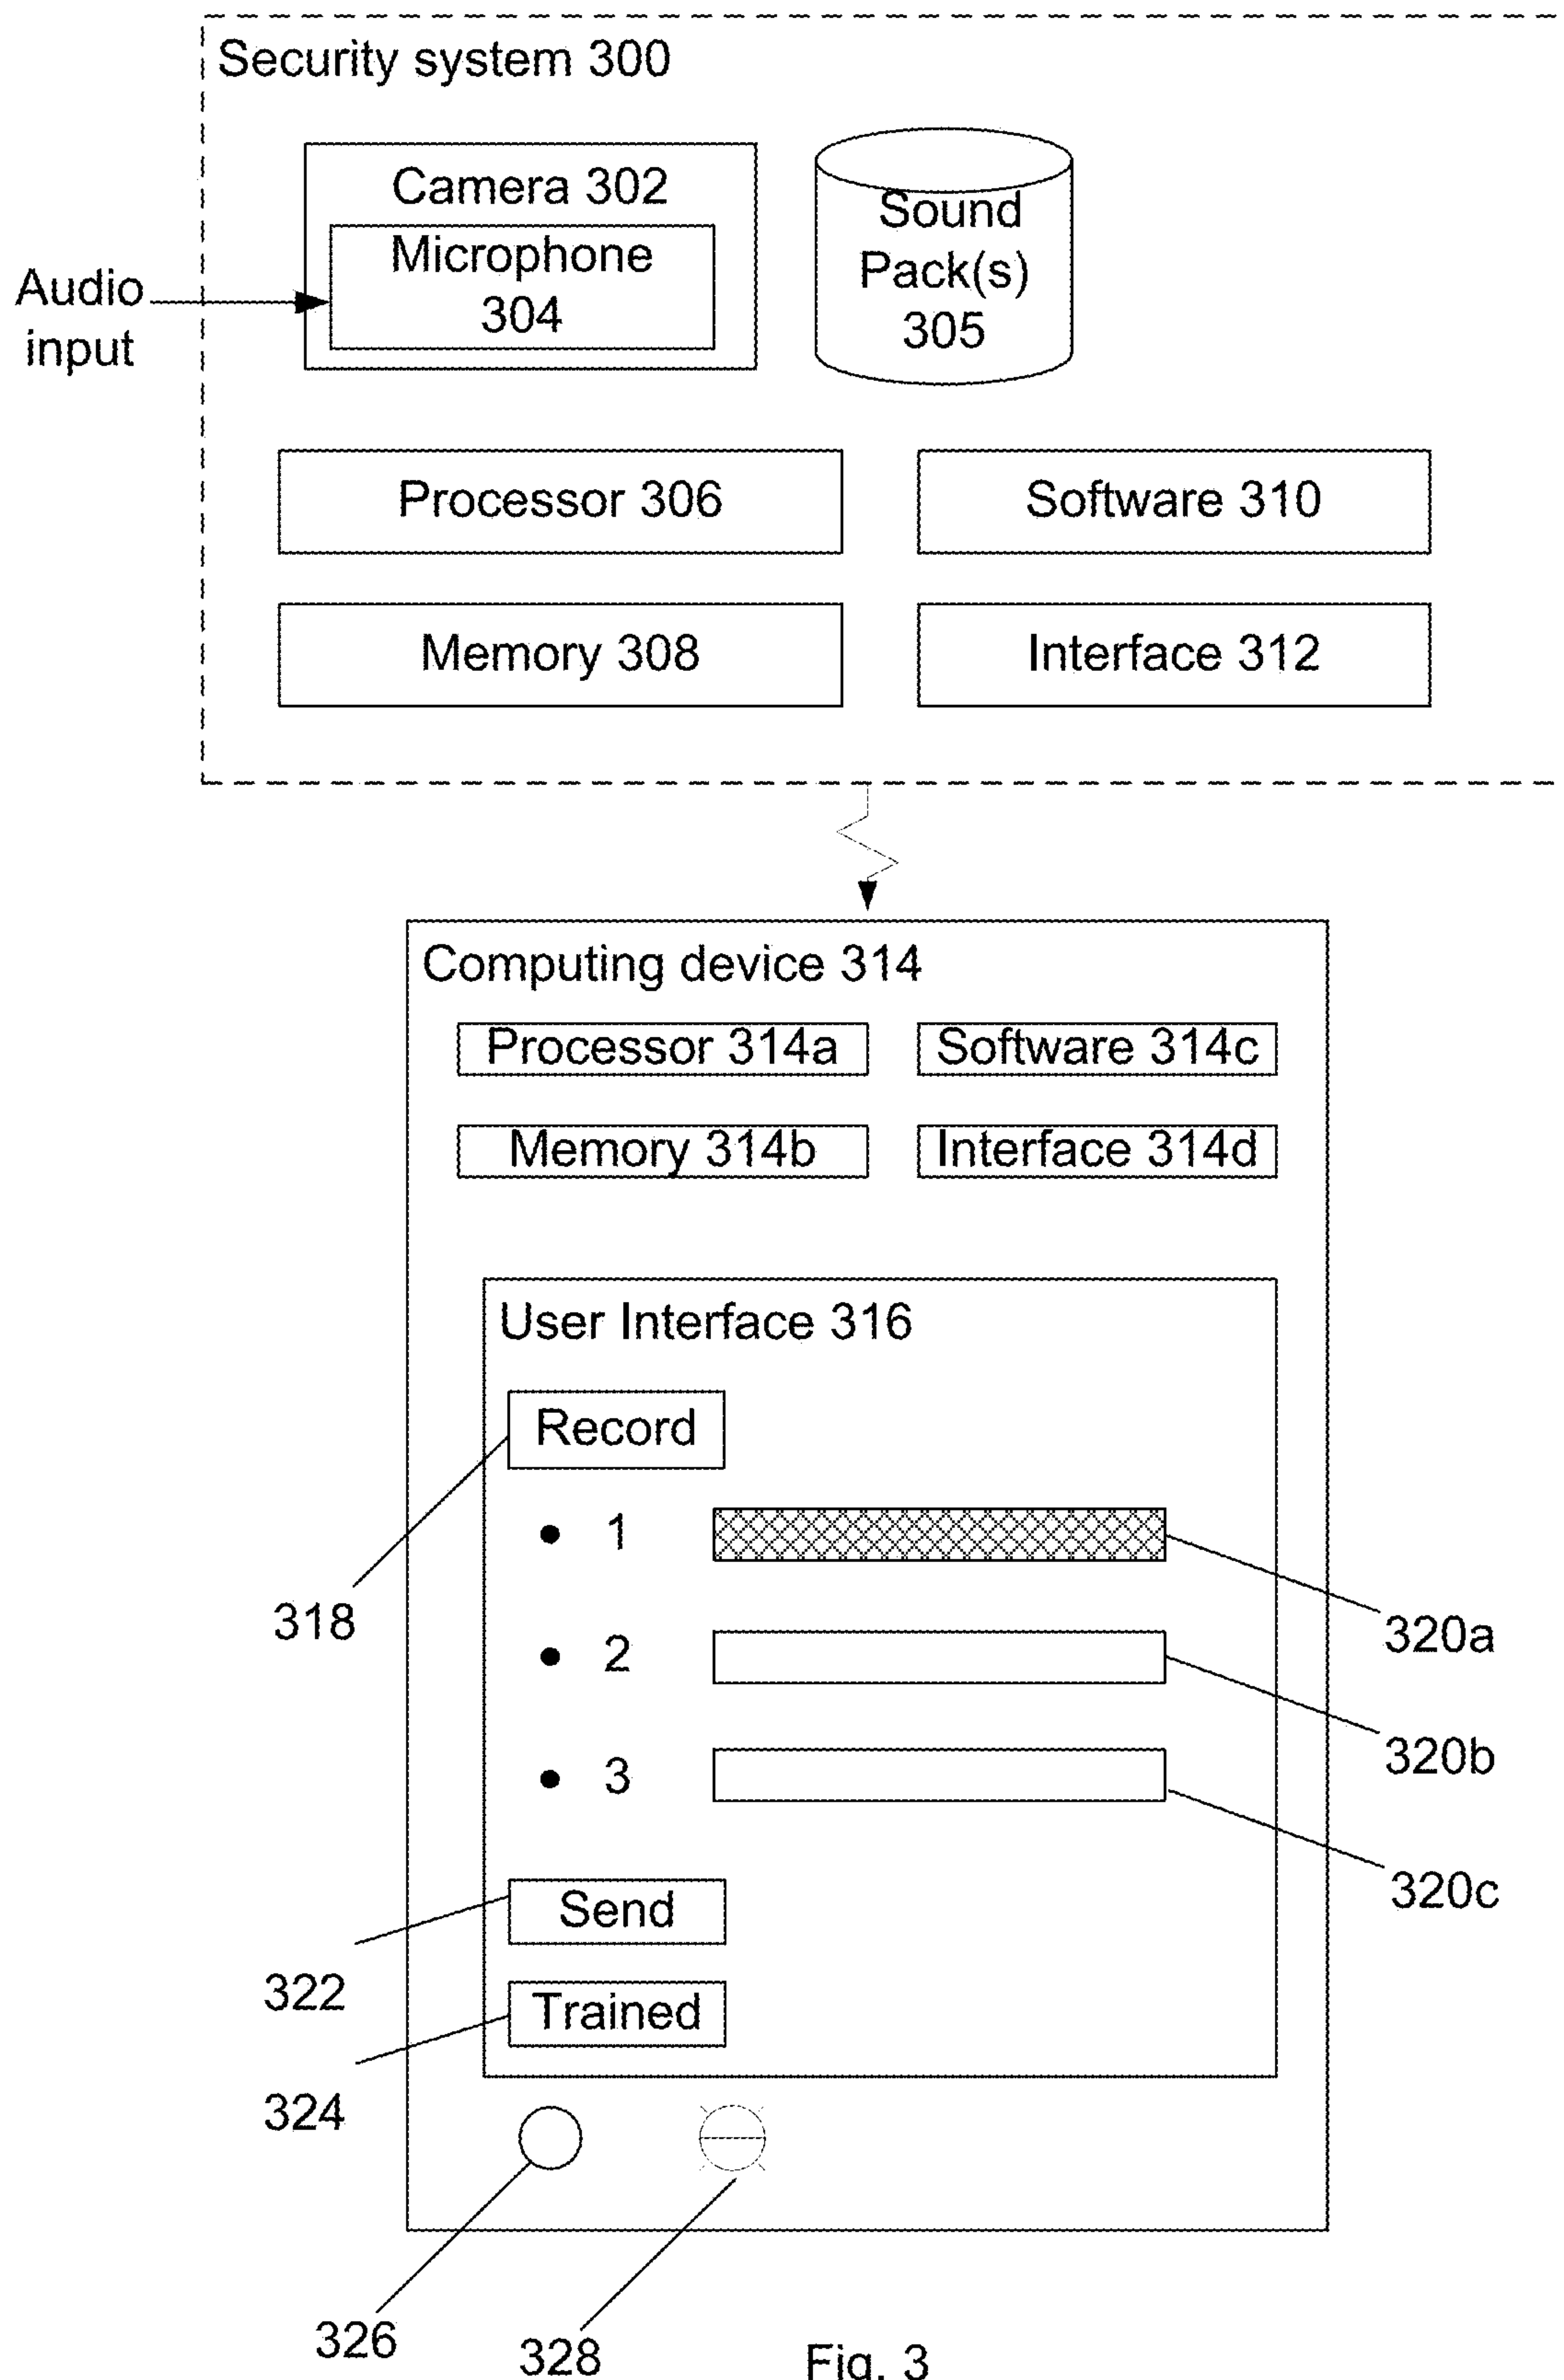 Security system 300
Camera 302
Microphone
304
Sound
Pack(s)
305
Audio
input
Processor 306
Software 310
Memory 308
Interface 312
Computing device 314
Processor 314a
Software 314c
Memory 314b
Interface 314d
User Interface 316
Record
318
1
320a
2
320b
3
320c
Send
322
Trained
324
326
328
Fig. 3